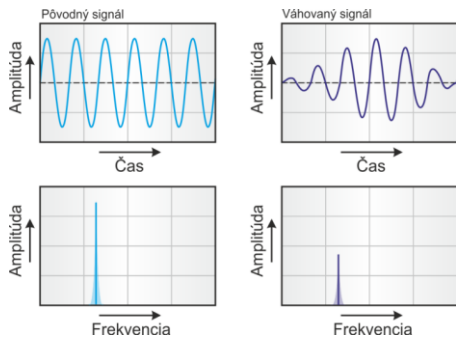 Pôvodný signál
Amplitúda
Čas
Váhovaný signál
Amplitúda
Čas
Amplitúda
Frekvencia
Amplitúda
Frekvencia